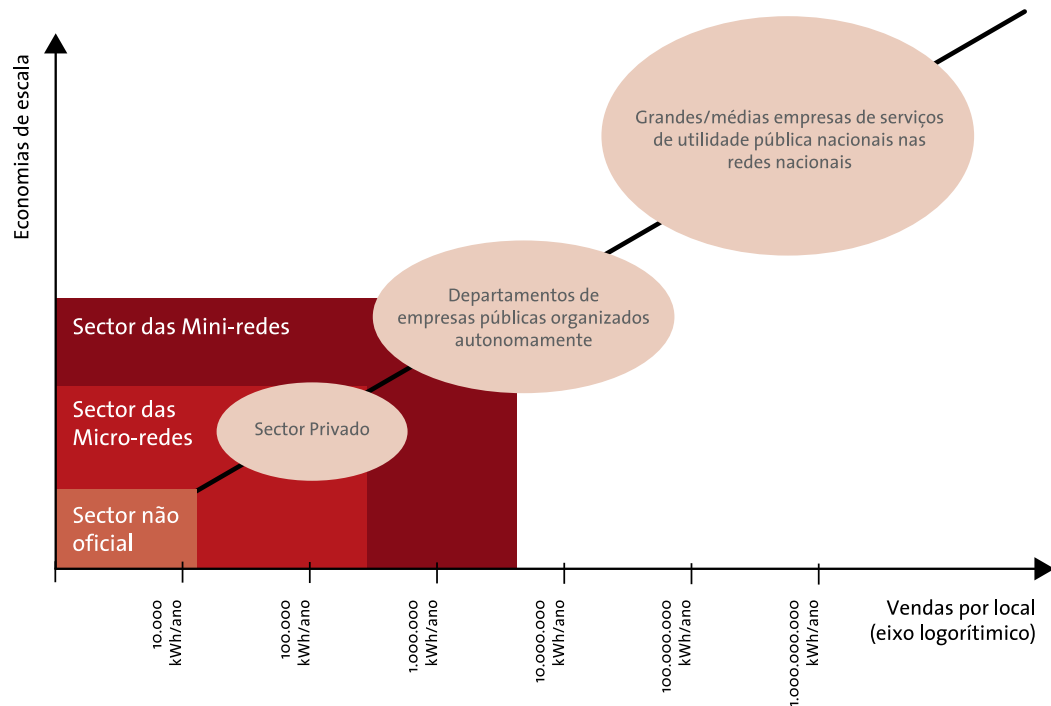 Economias de escala
Grandes/médias empresas de serviços
de utilidade pública nacionais nas
redes nacionais
Departamentos de
empresas públicas organizados
autonomamente
Sector das Mini-redes
Sector das
Micro-redes
Sector Privado
Sector não
oficial
10.000
kWh/ano
100.000
kWh/ano
1.000.000
kWh/ano
10.0000.000
kWh/ano
100.0000.000
kWh/ano
1.000.000.000
kWh/ano
Vendas por local
(eixo logorítimico)